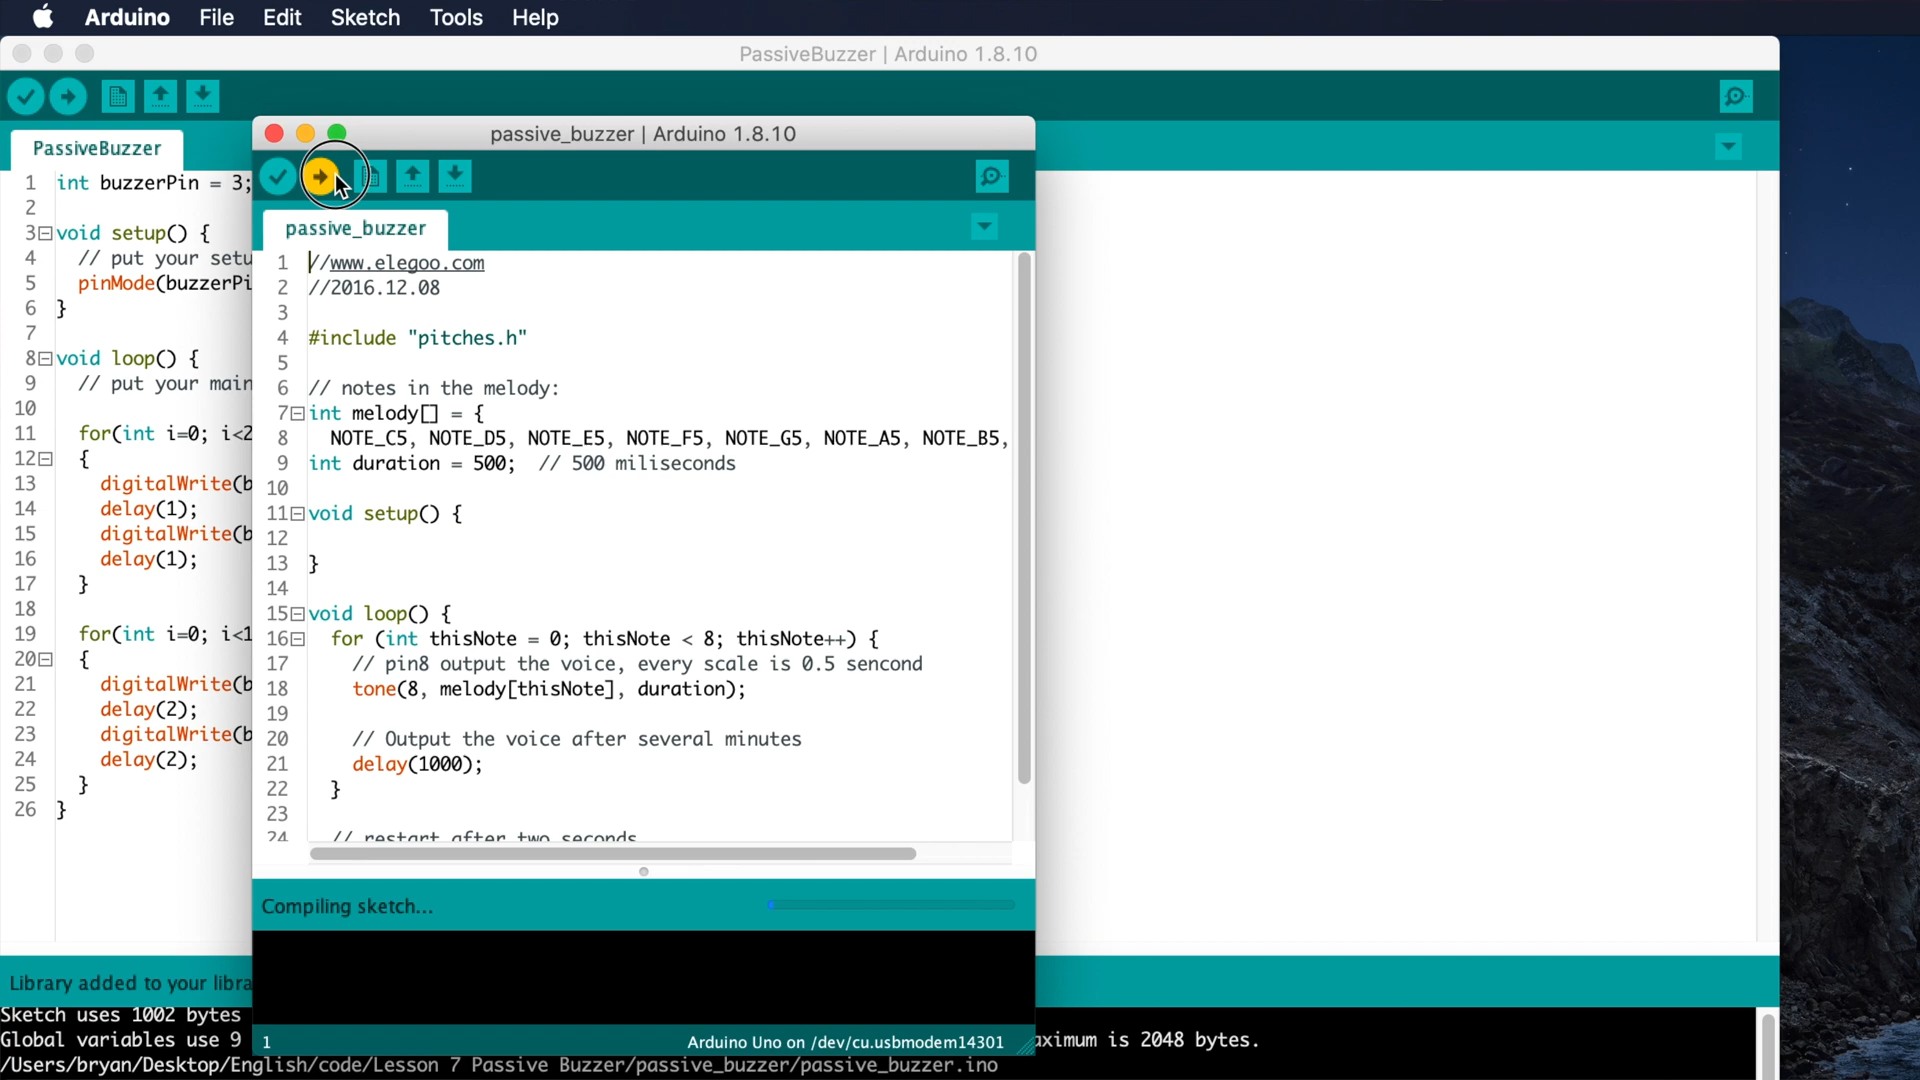 Arduino File Edit Sketch Tools Help
PassiveBuzzer | Arduino 1.8.10
PassiveBuzzer
1 int buzzerPin = 3;
2
3 void setup() {
4 // put your setu
5 pinMode(buzzerPi
6 }
7
8 void loop() {
9 // put your main
10
11 for(int i=0; i<2
12 {
13 digitalWrite(b
14 delay(1);
15 digitalWrite(b
16 delay(1);
17 }
18
19 for(int i=0; i<1
20 {
21 digitalWrite(b
22 delay(2);
23 digitalWrite(b
24 delay(2);
25 }
26 }
passive_buzzer | Arduino 1.8.10
passive_buzzer
1 //www.elegoo.com
2 //2016.12.08
3
4 #include "pitches.h"
5
6 // notes in the melody:
7 int melody[] = {
8 NOTE_C5, NOTE_D5, NOTE_E5, NOTE_F5, NOTE_G5, NOTE_A5, NOTE_B5,
9 int duration = 500; // 500 miliseconds
10
11 void setup() {
12
13 }
14
15 void loop() {
16 for (int thisNote = 0; thisNote < 8; thisNote++) {
17 // pin8 output the voice, every scale is 0.5 sencond
18 tone(8, melody[thisNote], duration);
19
20 // Output the voice after several minutes
21 delay(1000);
22 }
23
24 // restart after two seconds
Compiling sketch...
1 Arduino Uno on /dev/cu.usbmodem14301
Library added to your libra
Sketch uses 1002 bytes
Global variables use 9 aximum is 2048 bytes.
/Users/bryan/Desktop/English/code/Lesson 7 Passive Buzzer/passive_buzzer/passive_buzzer.ino